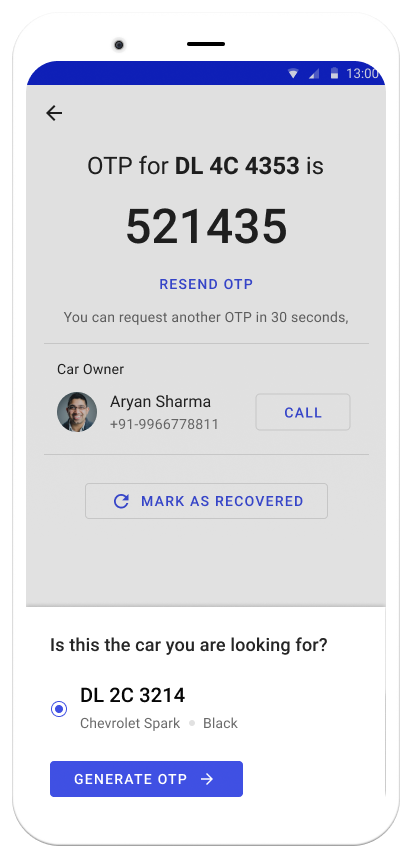 13:00
OTP for DL 4C 4353 is
521435
RESEND OTP
You can request another OTP in 30 seconds,
Car Owner
Aryan Sharma
+91-9966778811
CALL
MARK AS RECOVERED
Is this the car you are looking for?
DL 2C 3214
Chevrolet Spark Black
GENERATE OTP